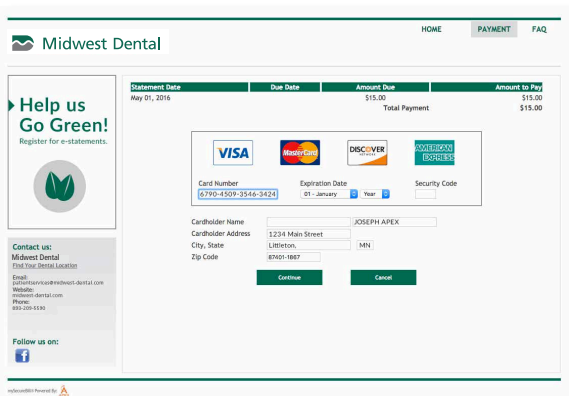 HOME PAYMENT FAQ
Midwest Dental
Help us
Go Green!
Register for e-statements.
Contact us:
Midwest Dental
Find Your Dental Location
Email:
patientservices@midwest-dental.com
Website:
midwest-dental.com
Phone:
Follow us on:
f
Statement Date Due Date Amount Due Amount to Pay
May 01, 2016 $15.00 $15.00
Total Payment $15.00
VISA MasterCard DISCOVER NETWORK AMERICAN EXPRESS
Card Number Expiration Date Security Code
6790-4509-3546-3424 01 - January Year
Cardholder Name JOSEPH APEX
Cardholder Address 1234 Main Street
City, State Littleton, MN
Zip Code 87401-1867
Continue Cancel
mySecureBill® Powered By: